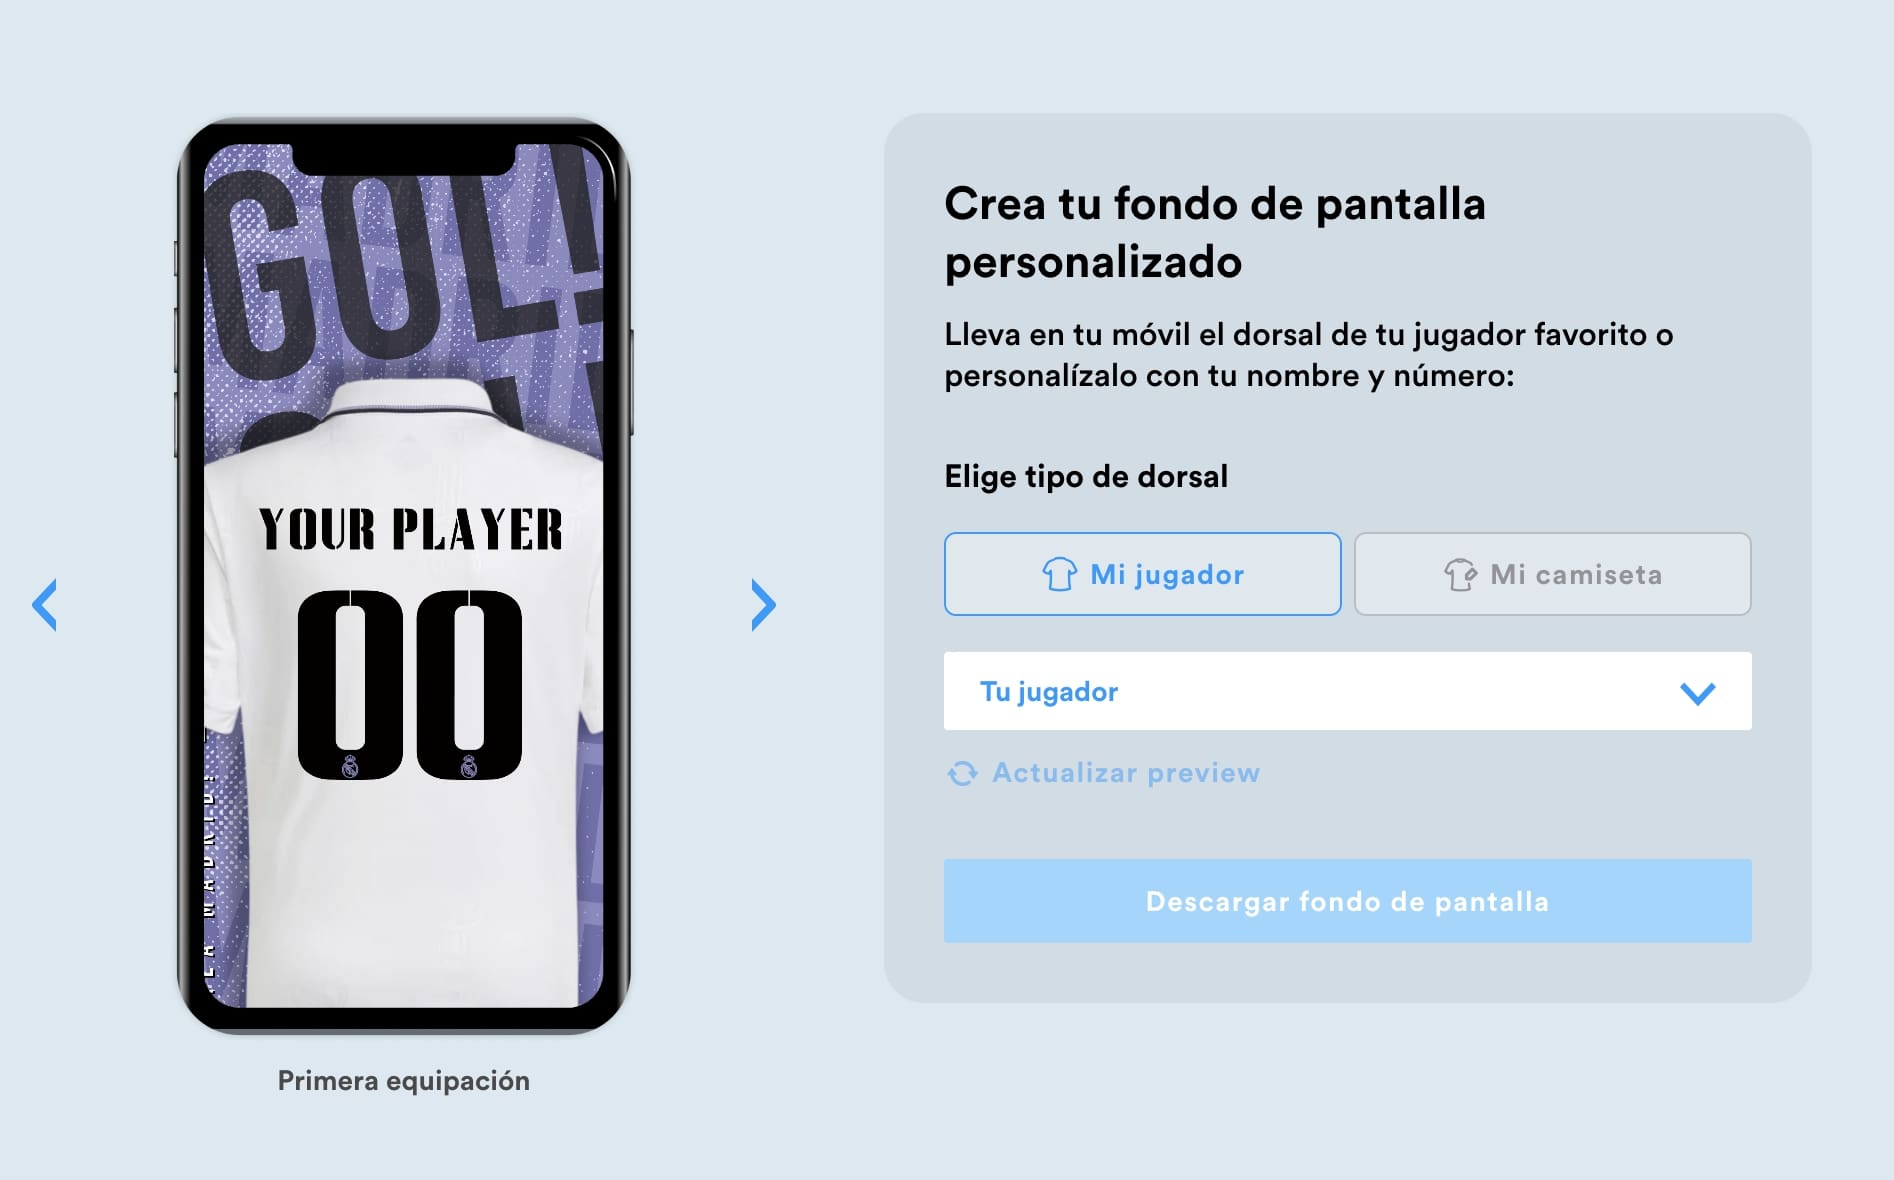 GOL!
YOUR PLAYER
00
Primera equipación
Crea tu fondo de pantalla
personalizado
Lleva en tu móvil el dorsal de tu jugador favorito o
personalízalo con tu nombre y número:
Elige tipo de dorsal
Mi jugador
Mi camiseta
Tu jugador
Actualizar preview
Descargar fondo de pantalla